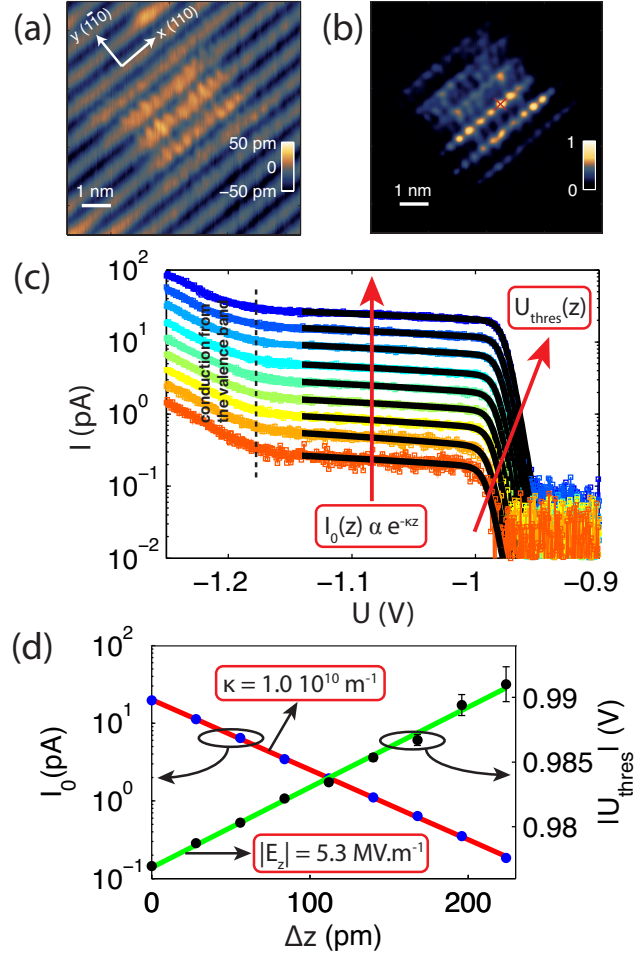 (a)
y (11̅0)
x (110)
50 pm
0
−50 pm
1 nm
(b)
1
0
1 nm
(c)
10²
10¹
10⁰
10⁻¹
10⁻²
I (pA)
conduction from
the valence band
U_thres(z)
I₀(z) α e^-κz
−1.2
−1.1
−1
−0.9
U (V)
(d)
10²
10¹
10⁰
10⁻¹
I₀(pA)
κ = 1.0 10¹⁰ m⁻¹
|E_z| = 5.3 MV.m⁻¹
0.99
0.985
0.98
|U_thres| (V)
0
100
200
Δz (pm)